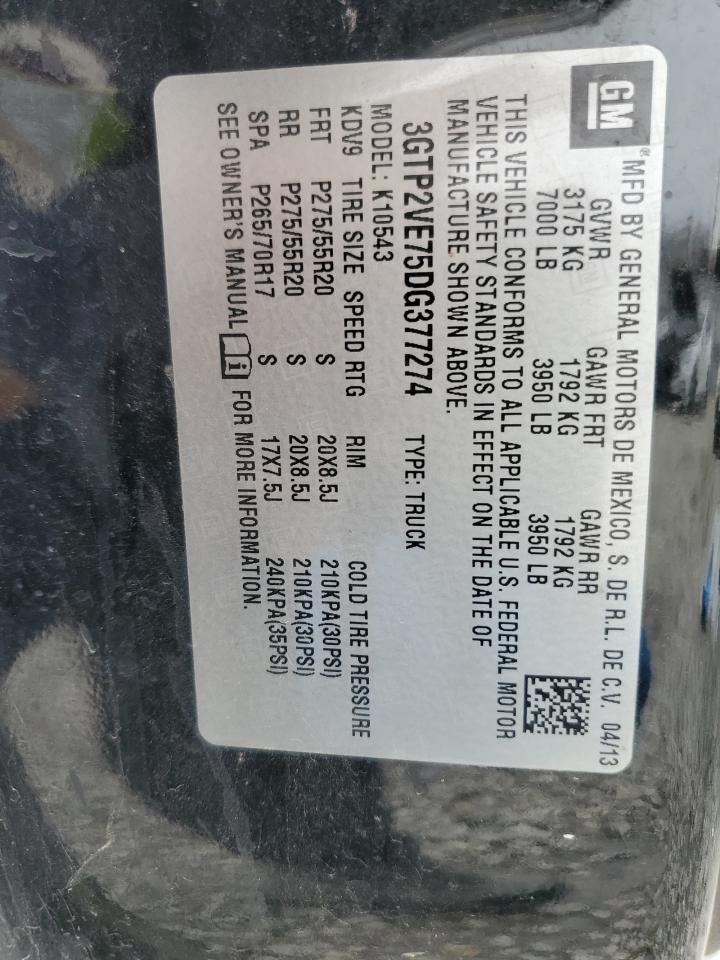 GM
® MFD BY GENERAL MOTORS DE MEXICO, S. DE R.L. DE C.V. 04/13
GVWR GAWR FRT GAWR RR
3175 KG 1792 KG 1792 KG
7000 LB 3950 LB 3950 LB
THIS VEHICLE CONFORMS TO ALL APPLICABLE U.S. FEDERAL MOTOR
VEHICLE SAFETY STANDARDS IN EFFECT ON THE DATE OF
MANUFACTURE SHOWN ABOVE.
3GTP2VE75DG377274 TYPE: TRUCK
MODEL: K10543
KDV9 TIRE SIZE SPEED RTG RIM COLD TIRE PRESSURE
FRT P275/55R20 S 20X8.5J 210KPA(30PSI)
RR P275/55R20 S 20X8.5J 210KPA(30PSI)
SPA P265/70R17 S 17X7.5J 240KPA(35PSI)
SEE OWNER'S MANUAL i FOR MORE INFORMATION.